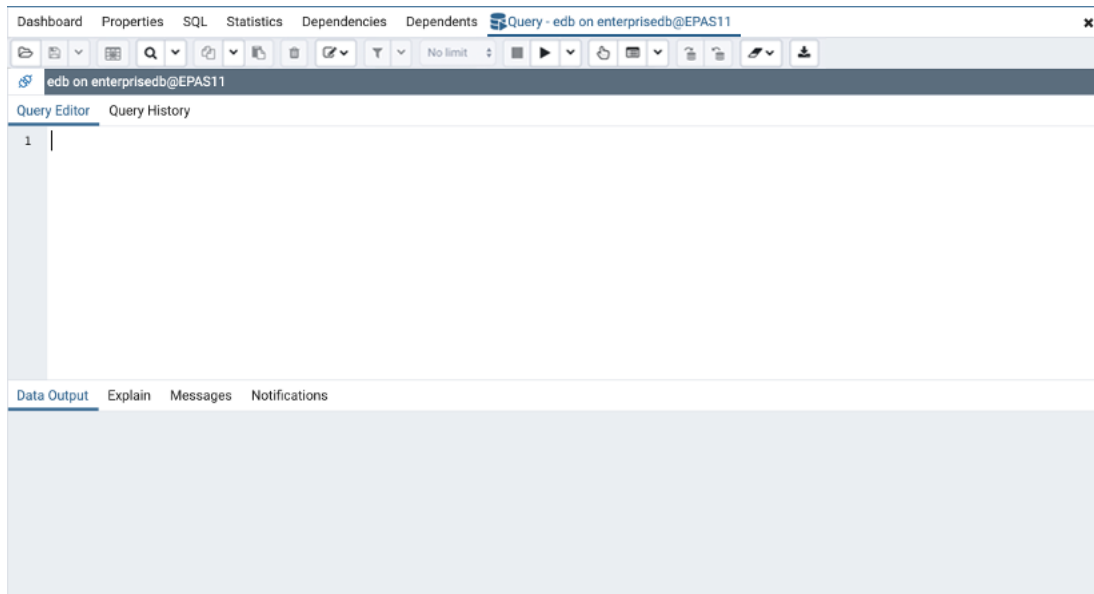 Dashboard Properties SQL Statistics Dependencies Dependents Query - edb on enterprisedb@EPAS11
No limit
edb on enterprisedb@EPAS11
Query Editor Query History
1
Data Output Explain Messages Notifications